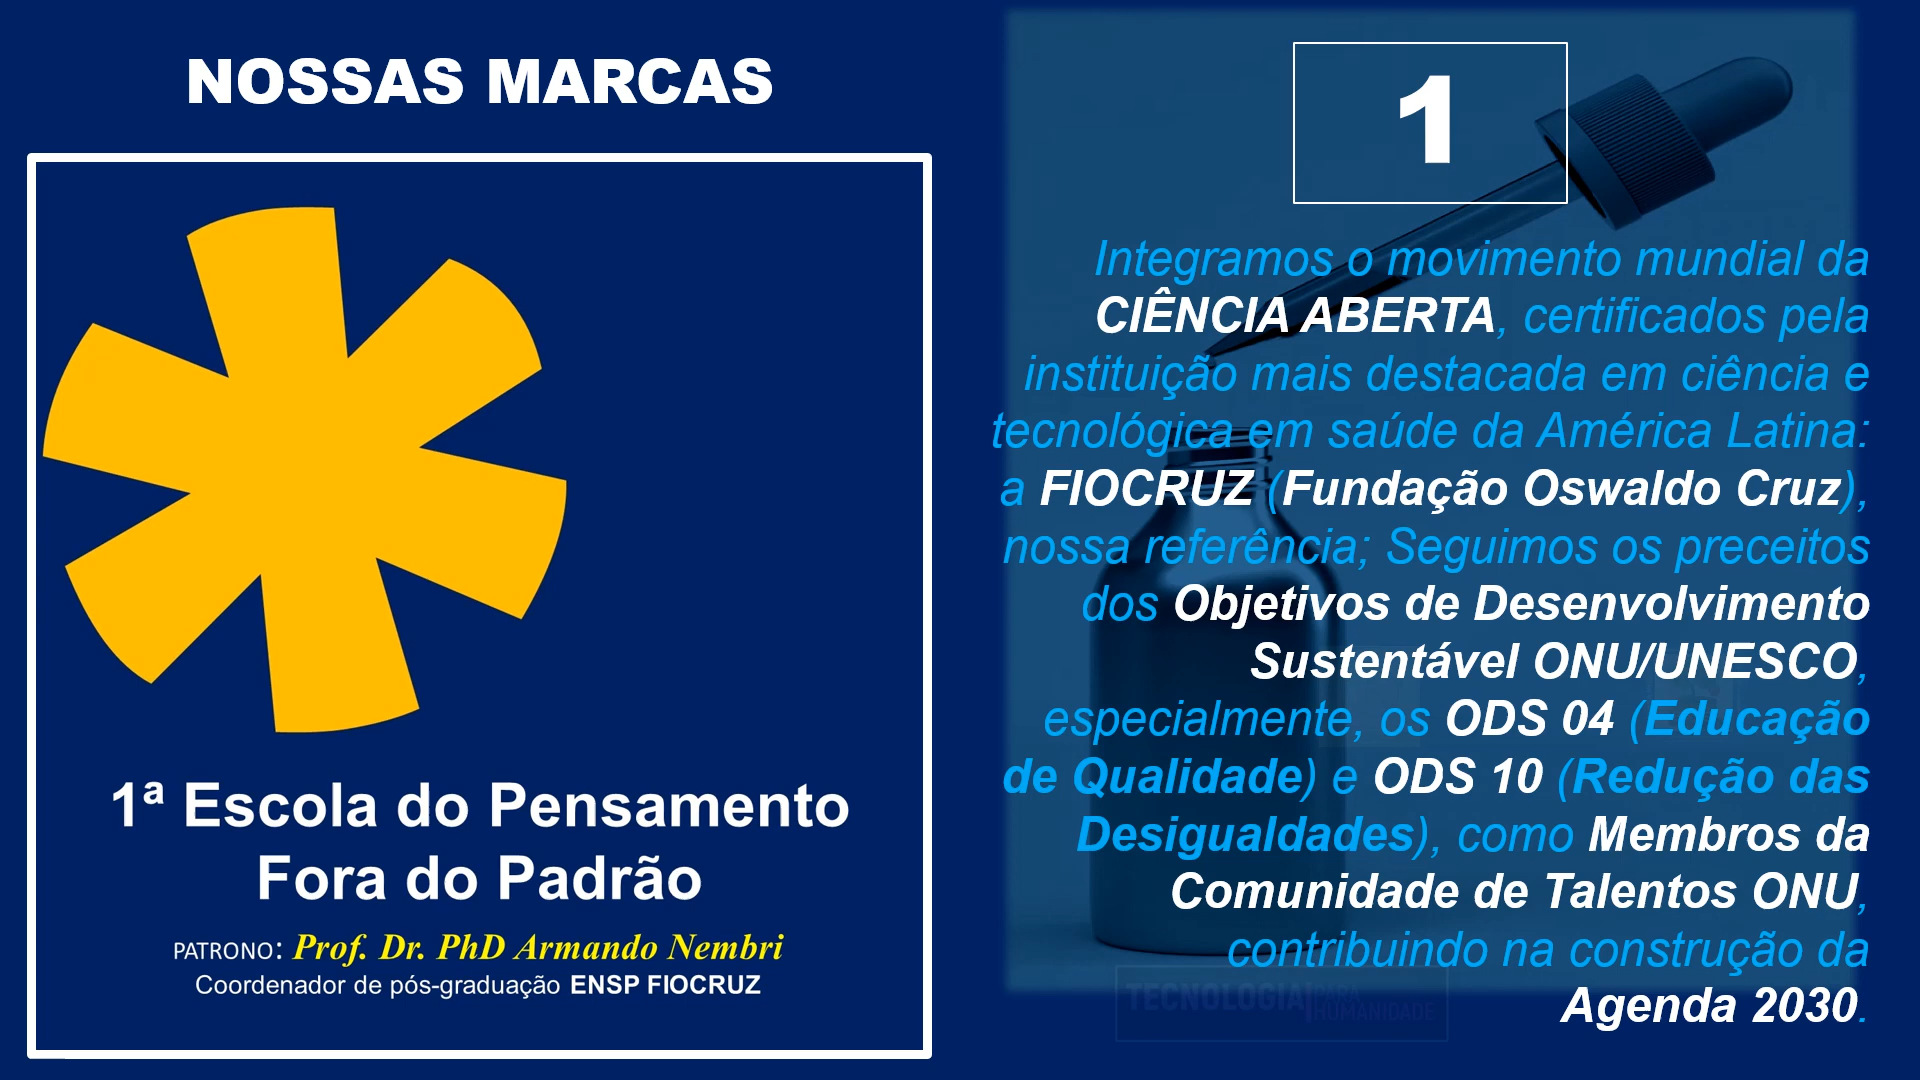 NOSSAS MARCAS
1ª Escola do Pensamento
Fora do Padrão
PATRONO: Prof. Dr. PhD Armando Nembri
Coordenador de pós-graduação ENSP FIOCRUZ
1
Integramos o movimento mundial da
CIÊNCIA ABERTA, certificados pela
instituição mais destacada em ciência e
tecnológica em saúde da América Latina:
a FIOCRUZ (Fundação Oswaldo Cruz),
nossa referência; Seguimos os preceitos
dos Objetivos de Desenvolvimento
Sustentável ONU/UNESCO,
especialmente, os ODS 04 (Educação
de Qualidade) e ODS 10 (Redução das
Desigualdades), como Membros da
Comunidade de Talentos ONU,
contribuindo na construção da
Agenda 2030.
TECNOLOGIA PARA
HUMANIDADE